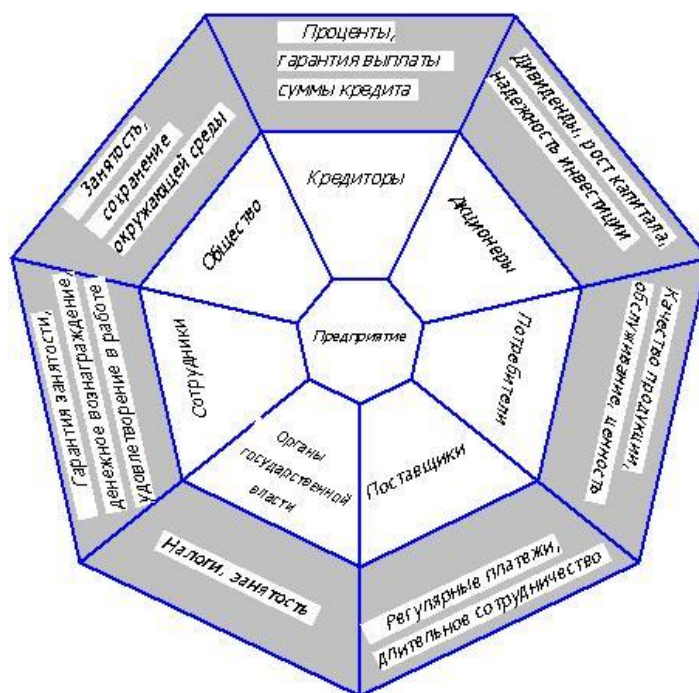 Проценты,
гарантия выплаты
суммы кредита
Кредиторы
Дивиденды, рост капитала,
надежность инвестиции
Акционеры
Качество продукции,
обслуживание, ценность
Потребители
Регулярные платежи,
длительное сотрудничество
Поставщики
Налоги, занятость
Органы
государственной
власти
Гарантия занятости,
денежное вознаграждение,
удовлетворение в работе
Сотрудники
Занятость,
сохранение
окружающей среды
Общество
Предприятие